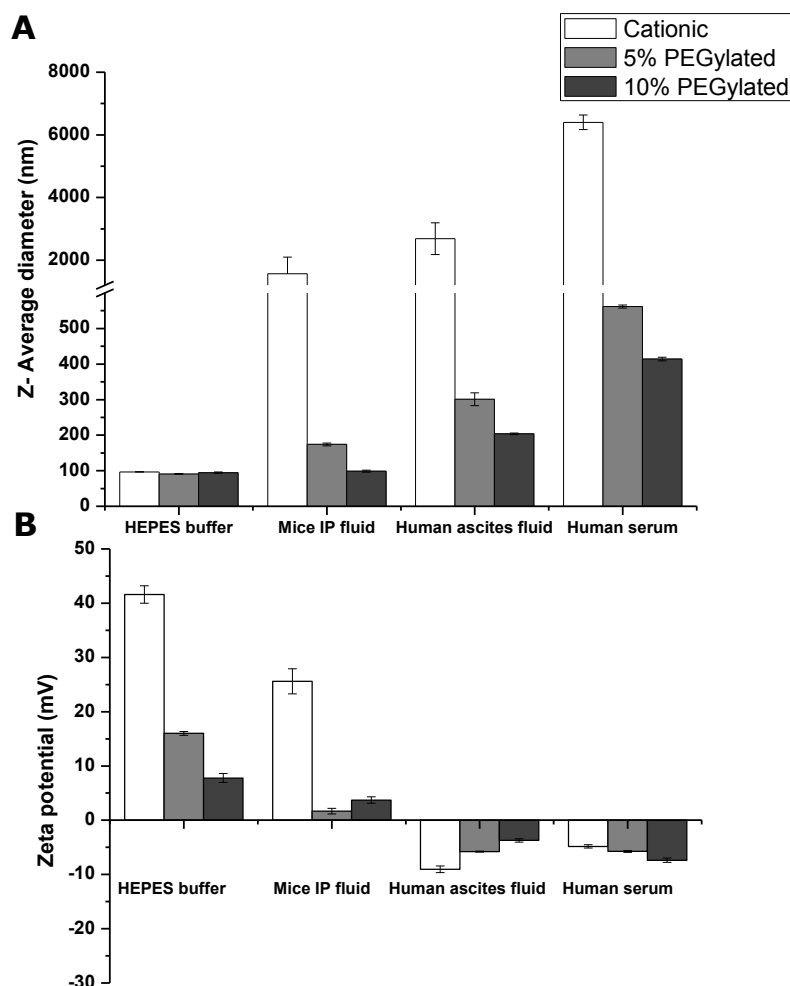 A
Cationic
5% PEGylated
10% PEGylated
Z- Average diameter (nm)
8000
6000
4000
2000
500
400
300
200
100
0
HEPES buffer
Mice IP fluid
Human ascites fluid
Human serum
B
Zeta potential (mV)
50
40
30
20
10
0
-10
-20
-30
HEPES buffer
Mice IP fluid
Human ascites fluid
Human serum